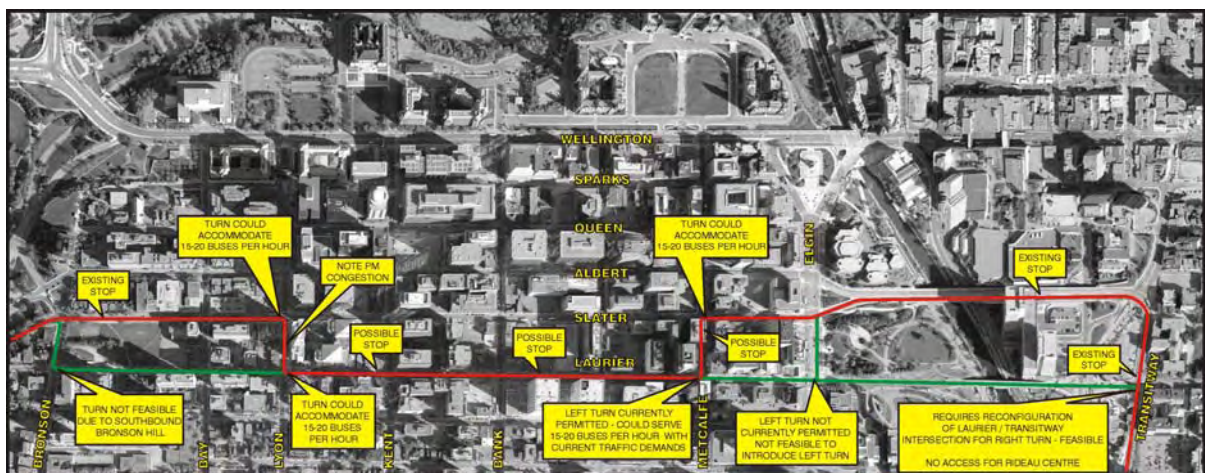 WELLINGTON
SPARKS
QUEEN
ALBERT
SLATER
LAURIER
BRONSON
BAY
LYON
KENT
BANK
METCALFE
ELGIN
TRANSITWAY
TURN COULD
ACCOMMODATE
15-20 BUSES PER HOUR
NOTE PM
CONGESTION
EXISTING
STOP
POSSIBLE
STOP
POSSIBLE
STOP
TURN COULD
ACCOMMODATE
15-20 BUSES PER HOUR
POSSIBLE
STOP
EXISTING
STOP
EXISTING
STOP
TURN NOT FEASIBLE
DUE TO SOUTHBOUND
BRONSON HILL
TURN COULD
ACCOMMODATE
15-20 BUSES
PER HOUR
LEFT TURN CURRENTLY
PERMITTED - COULD SERVE
15-20 BUSES PER HOUR WITH
CURRENT TRAFFIC DEMANDS
LEFT TURN NOT
CURRENTLY PERMITTED
NOT FEASIBLE TO
INTRODUCE LEFT TURN
REQUIRES RECONFIGURATION
OF LAURIER / TRANSITWAY
INTERSECTION FOR RIGHT TURN - FEASIBLE
NO ACCESS FOR RIDEAU CENTRE